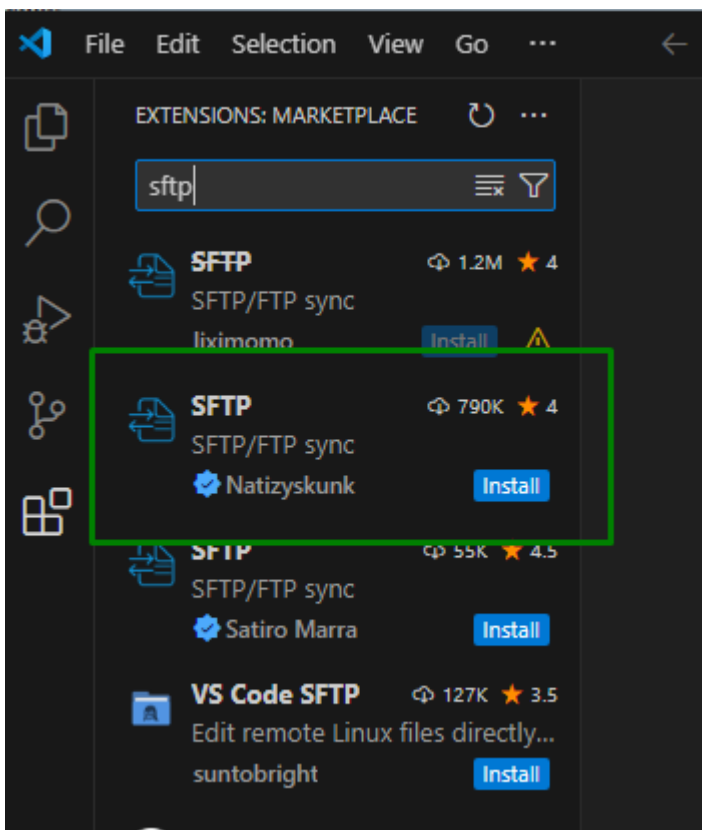 File Edit Selection View Go ...
EXTENSIONS: MARKETPLACE
sftp
SFTP 1.2M 4
SFTP/FTP sync
liximomo Install
SFTP 790K 4
SFTP/FTP sync
Natizyskunk Install
SFTP 55K 4.5
SFTP/FTP sync
Satiro Marra Install
VS Code SFTP 127K 3.5
Edit remote Linux files directly...
suntobright Install